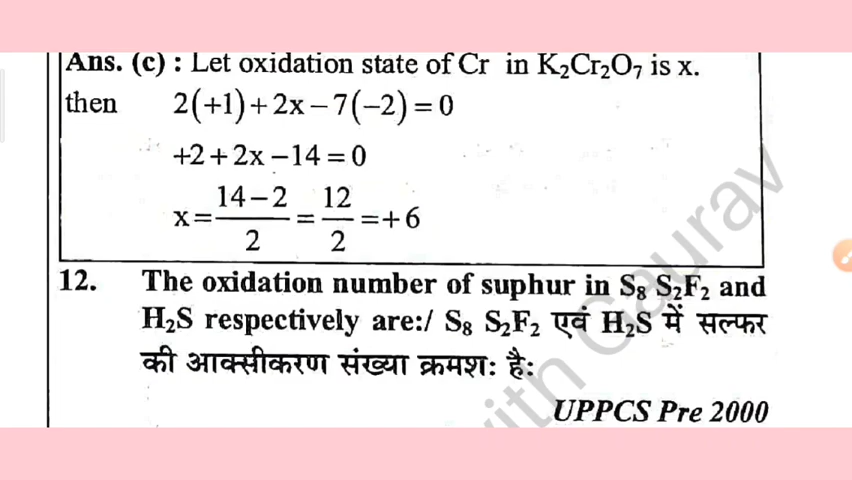 Ans. (c) : Let oxidation state of Cr in K₂Cr₂O₇ is x.
then 2(+1)+2x−7(−2)=0
+2+2x−14=0
x=14−2/2=12/2=+6
12. The oxidation number of suphur in S₈ S₂F₂ and
H₂S respectively are:/ S₈ S₂F₂ एवं H₂S में सल्फर
की आक्सीकरण संख्या क्रमशः हैः
UPPCS Pre 2000
with Gaurav